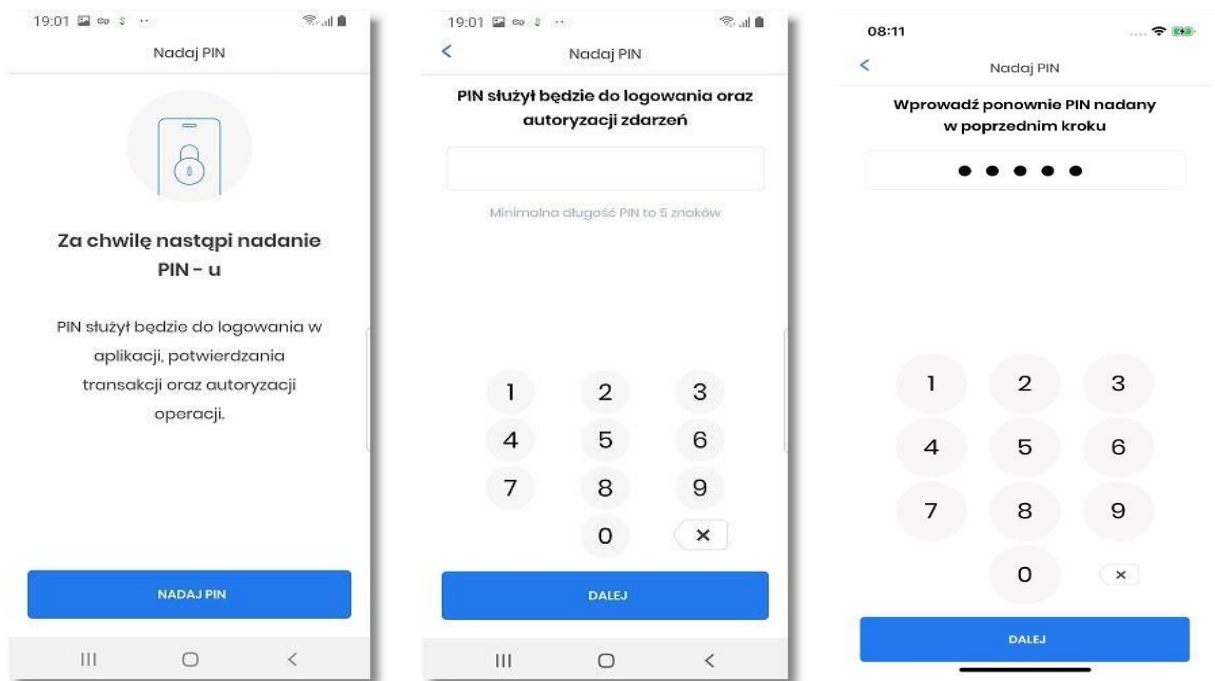 19:01
Nadaj PIN
Za chwilę nastąpi nadanie
PIN - u
PIN służył będzie do logowania w
aplikacji, potwierdzania
transakcji oraz autoryzacji
operacji.
NADAJ PIN
19:01
Nadaj PIN
PIN służył będzie do logowania oraz
autoryzacji zdarzeń
Minimalna długość PIN to 5 znaków
1 2 3
4 5 6
7 8 9
0
DALEJ
08:11
Nadaj PIN
Wprowadź ponownie PIN nadany
w poprzednim kroku
1 2 3
4 5 6
7 8 9
0
DALEJ